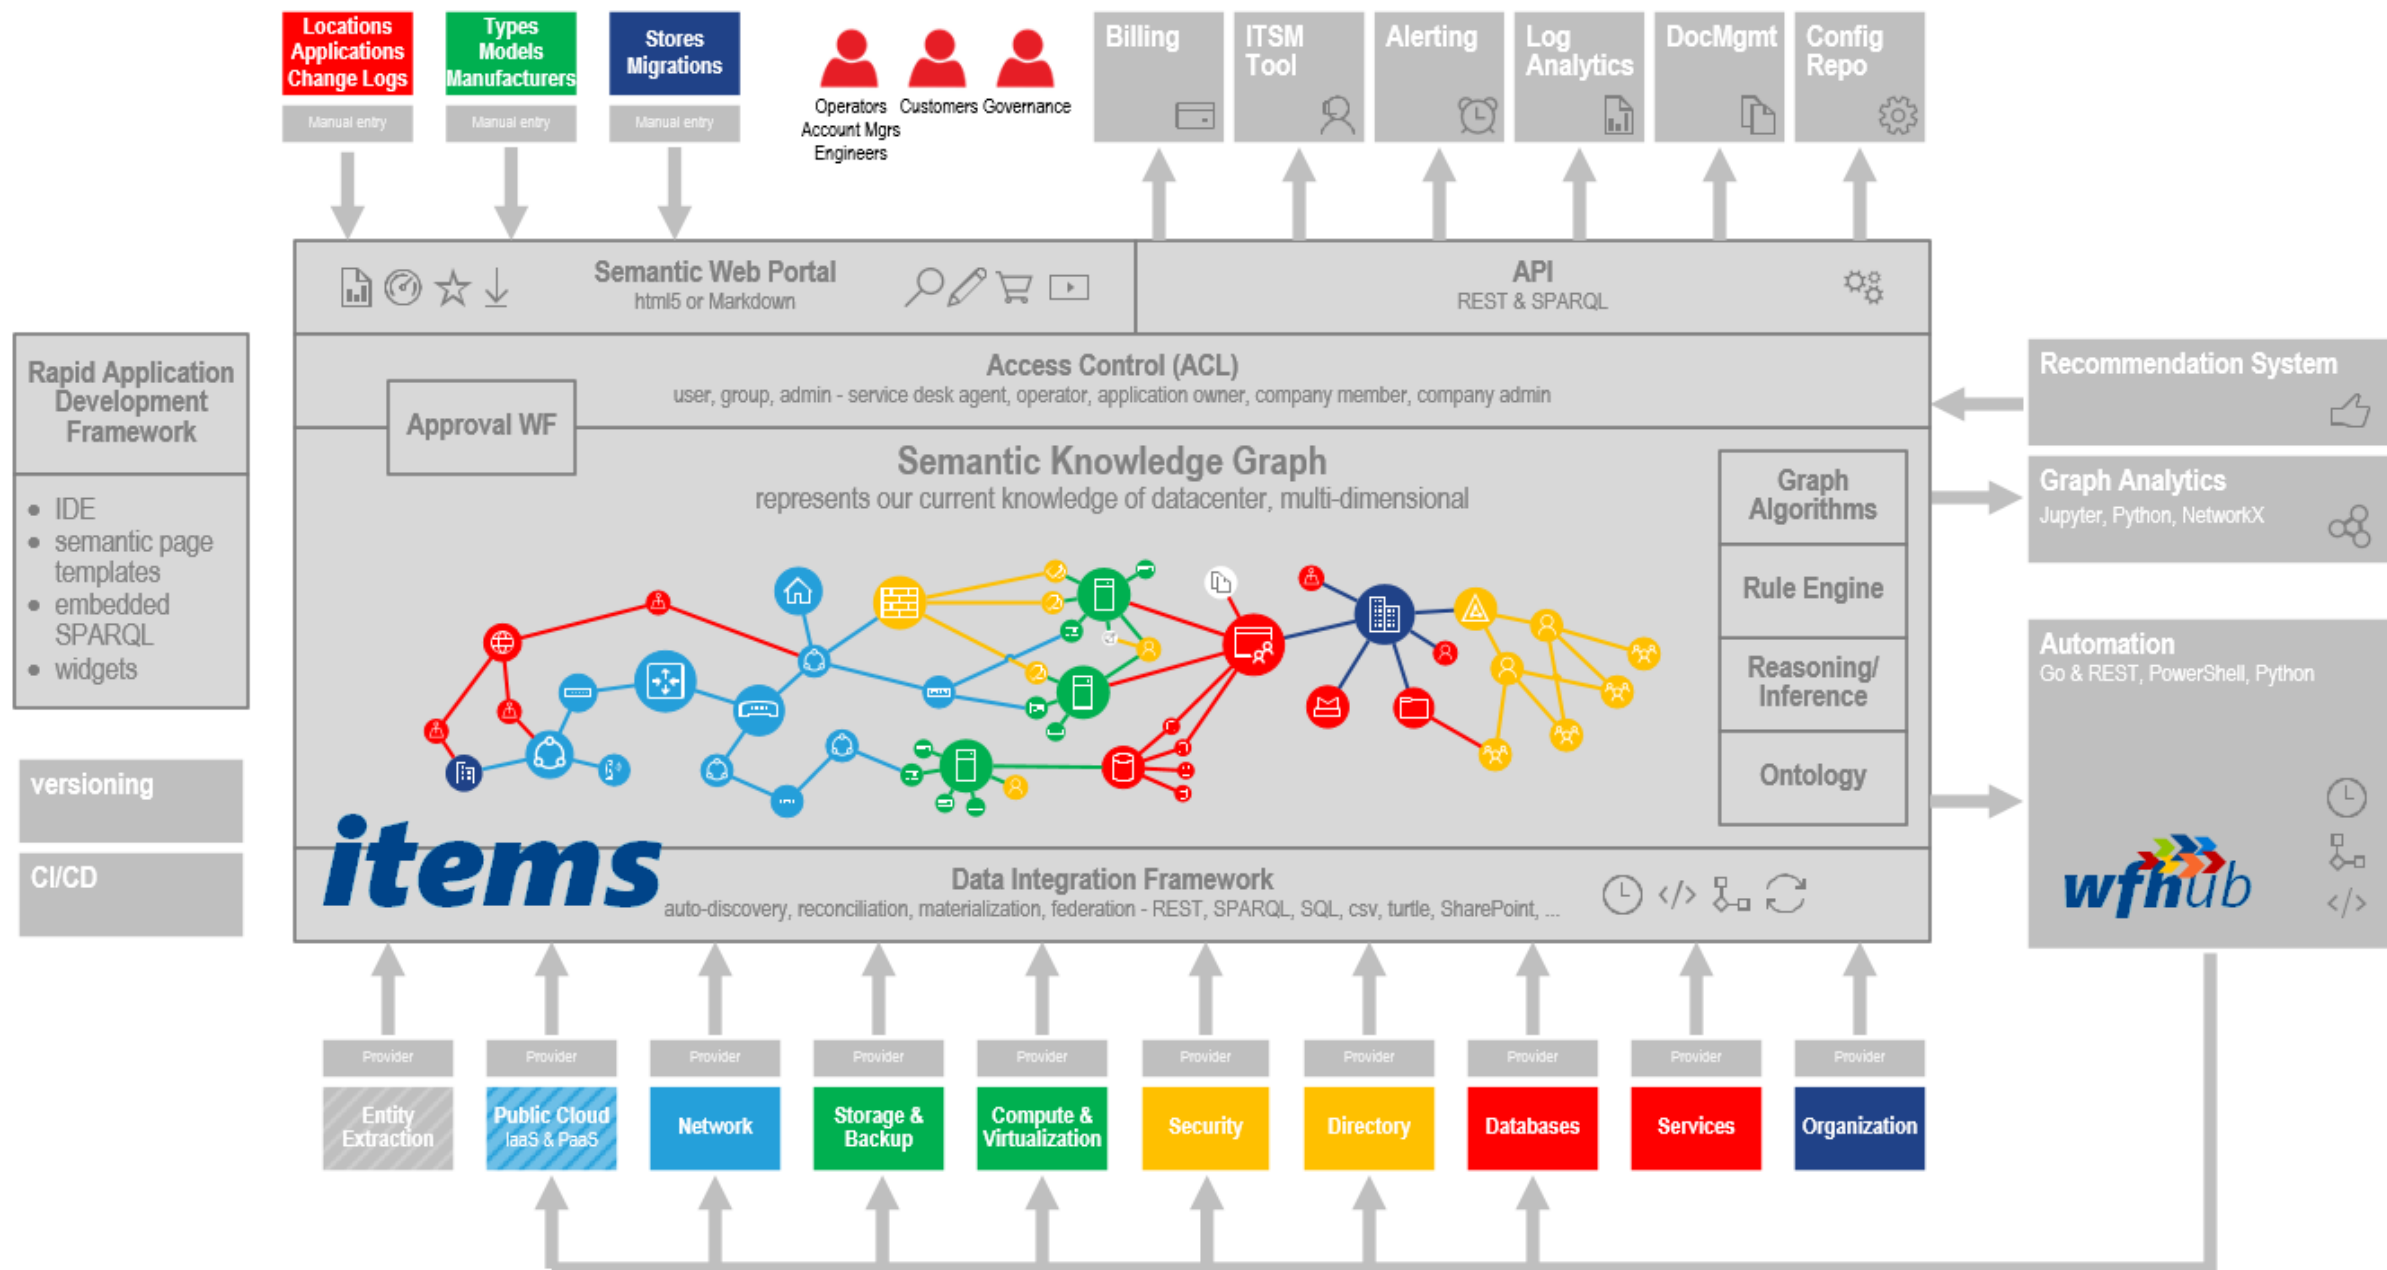 Locations
Applications
Change Logs
Manual entry
Types
Models
Manufacturers
Manual entry
Stores
Migrations
Manual entry
Operators
Account Mgrs
Engineers
Customers
Governance
Billing
ITSM
Tool
Alerting
Log
Analytics
DocMgmt
Config
Repo
Semantic Web Portal
html5 or Markdown
API
REST & SPARQL
Rapid Application
Development
Framework
• IDE
• semantic page
templates
• embedded
SPARQL
• widgets
versioning
CI/CD
Access Control (ACL)
user, group, admin - service desk agent, operator, application owner, company member, company admin
Approval WF
Semantic Knowledge Graph
represents our current knowledge of datacenter, multi-dimensional
Graph
Algorithms
Rule Engine
Reasoning/
Inference
Ontology
items
Data Integration Framework
auto-discovery, reconciliation, materialization, federation - REST, SPARQL, SQL, csv, turtle, SharePoint, ...
Recommendation System
Graph Analytics
Jupyter, Python, NetworkX
Automation
Go & REST, PowerShell, Python
wfhub
Provider
Entity
Extraction
Provider
Public Cloud
IaaS & PaaS
Provider
Network
Provider
Storage &
Backup
Provider
Compute &
Virtualization
Provider
Security
Provider
Directory
Provider
Databases
Provider
Services
Provider
Organization